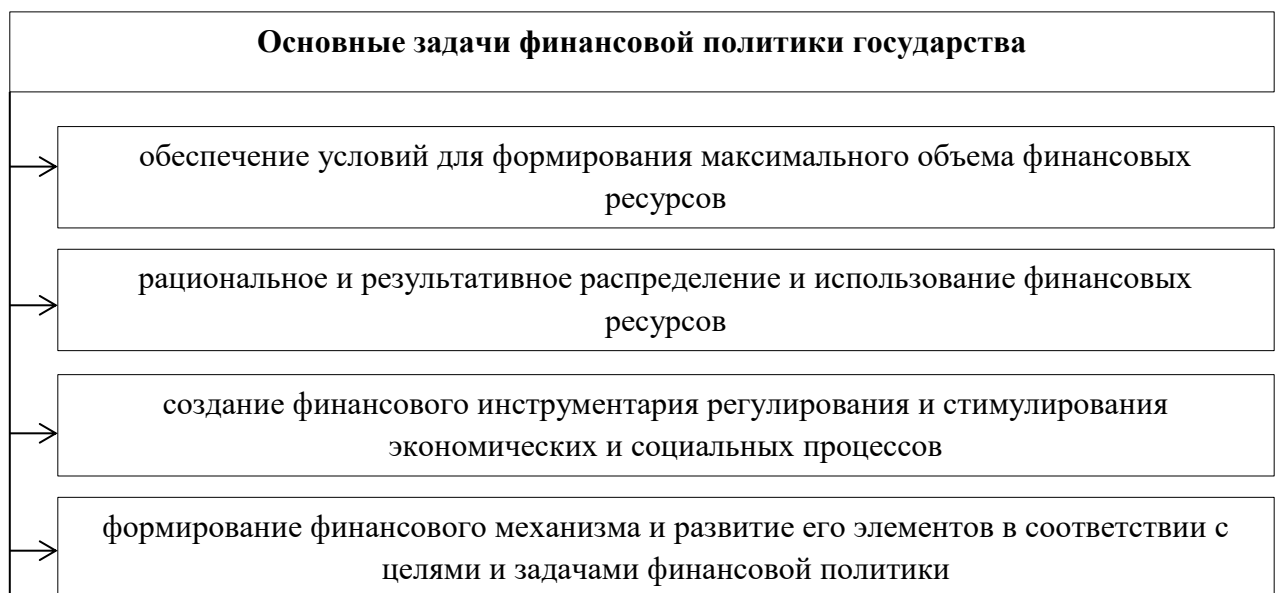 Основные задачи финансовой политики государства
обеспечение условий для формирования максимального объема финансовых
ресурсов
рациональное и результативное распределение и использование финансовых
ресурсов
создание финансового инструментария регулирования и стимулирования
экономических и социальных процессов
формирование финансового механизма и развитие его элементов в соответствии с
целями и задачами финансовой политики